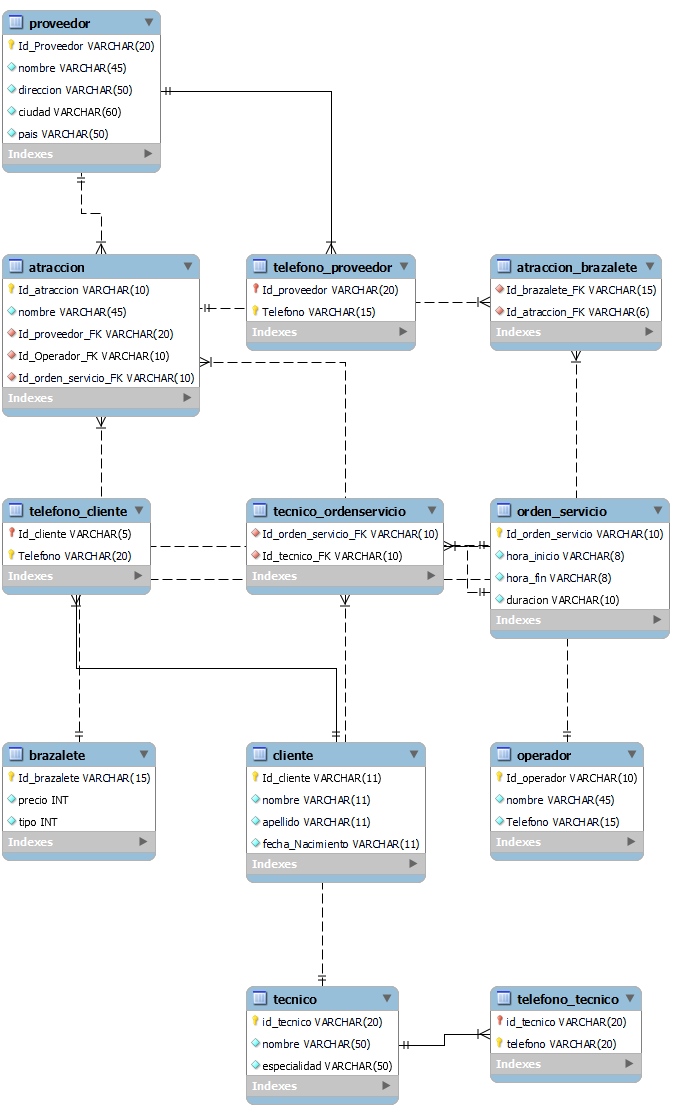 proveedor
Id_Proveedor VARCHAR(20)
nombre VARCHAR(45)
direccion VARCHAR(50)
ciudad VARCHAR(60)
pais VARCHAR(50)
Indexes
atraccion
Id_atraccion VARCHAR(10)
nombre VARCHAR(45)
Id_proveedor_FK VARCHAR(20)
Id_Operador_FK VARCHAR(10)
Id_orden_servicio_FK VARCHAR(10)
Indexes
telefono_proveedor
Id_proveedor VARCHAR(20)
Telefono VARCHAR(15)
Indexes
atraccion_brazalete
Id_brazalete_FK VARCHAR(15)
Id_atraccion_FK VARCHAR(6)
Indexes
telefono_cliente
Id_cliente VARCHAR(5)
Telefono VARCHAR(20)
Indexes
tecnico_ordenservicio
Id_orden_servicio_FK VARCHAR(10)
Id_tecnico_FK VARCHAR(10)
Indexes
orden_servicio
Id_orden_servicio VARCHAR(10)
hora_inicio VARCHAR(8)
hora_fin VARCHAR(8)
duracion VARCHAR(10)
Indexes
brazalete
Id_brazalete VARCHAR(15)
precio INT
tipo INT
Indexes
cliente
Id_cliente VARCHAR(11)
nombre VARCHAR(11)
apellido VARCHAR(11)
fecha_Nacimiento VARCHAR(11)
Indexes
operador
Id_operador VARCHAR(10)
nombre VARCHAR(45)
Telefono VARCHAR(15)
Indexes
tecnico
id_tecnico VARCHAR(20)
nombre VARCHAR(50)
especialidad VARCHAR(50)
Indexes
telefono_tecnico
id_tecnico VARCHAR(20)
telefono VARCHAR(20)
Indexes